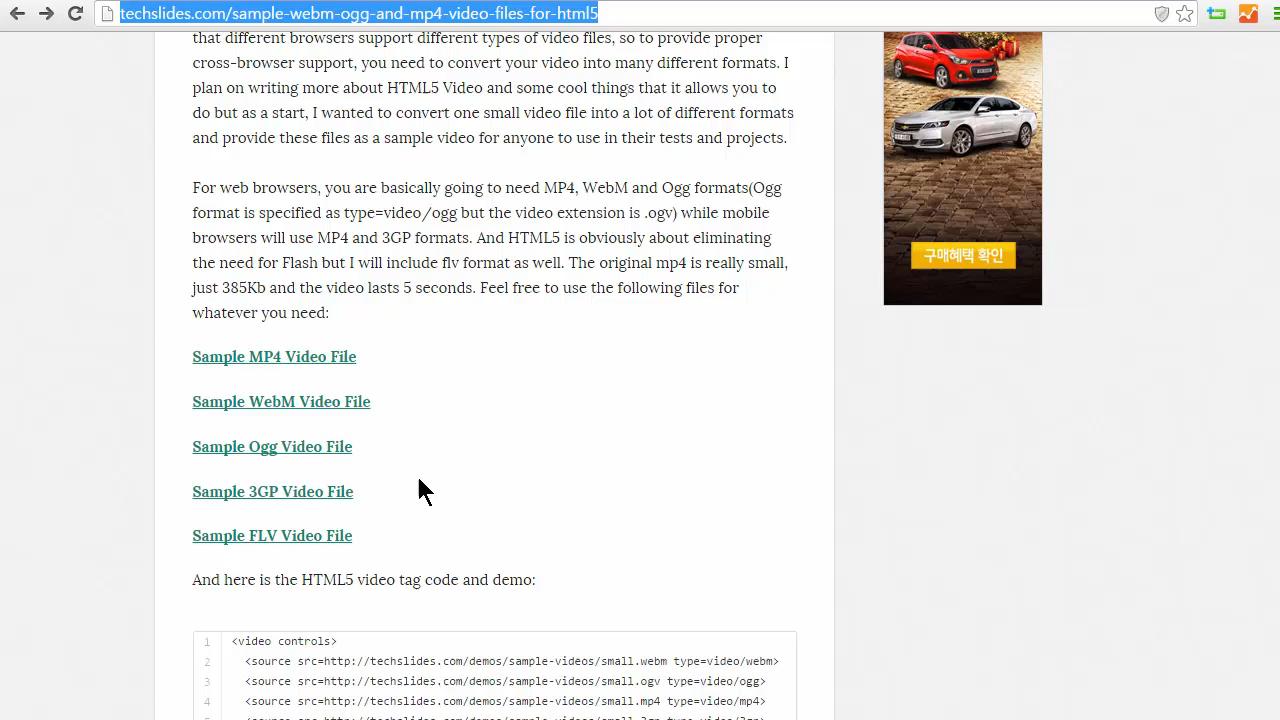 techslides.com/sample-webm-ogg-and-mp4-video-files-for-html5
that different browsers support different types of video files, so to provide proper
cross-browser support, you need to convert your video into many different formats. I
plan on writing more about HTML5 Video and some cool things that it allows you to
do but as a start, I wanted to convert one small video file into a lot of different formats
and provide these files as a sample video for anyone to use in their tests and projects.
For web browsers, you are basically going to need MP4, WebM and Ogg formats(Ogg
format is specified as type=video/ogg but the video extension is .ogv) while mobile
browsers will use MP4 and 3GP formats. And HTML5 is obviously about eliminating
the need for Flash but I will include flv format as well. The original mp4 is really small,
just 385Kb and the video lasts 5 seconds. Feel free to use the following files for
whatever you need:
Sample MP4 Video File
Sample WebM Video File
Sample Ogg Video File
Sample 3GP Video File
Sample FLV Video File
And here is the HTML5 video tag code and demo:
1 <video controls>
2 <source src=http://techslides.com/demos/sample-videos/small.webm type=video/webm>
3 <source src=http://techslides.com/demos/sample-videos/small.ogv type=video/ogg>
4 <source src=http://techslides.com/demos/sample-videos/small.mp4 type=video/mp4>
구매혜택 확인